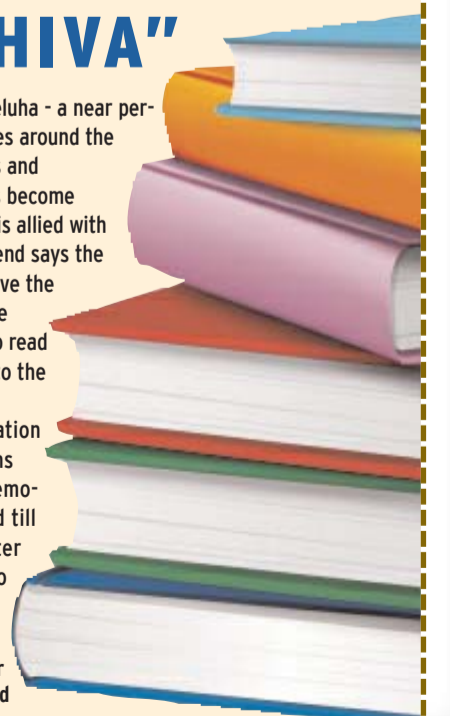 HIVA”
eluha - a near per-
es around the
s and
s become
is allied with
end says the
ve the
e
o read
o the
ation
ns
emo-
d till
ter
o
r
d